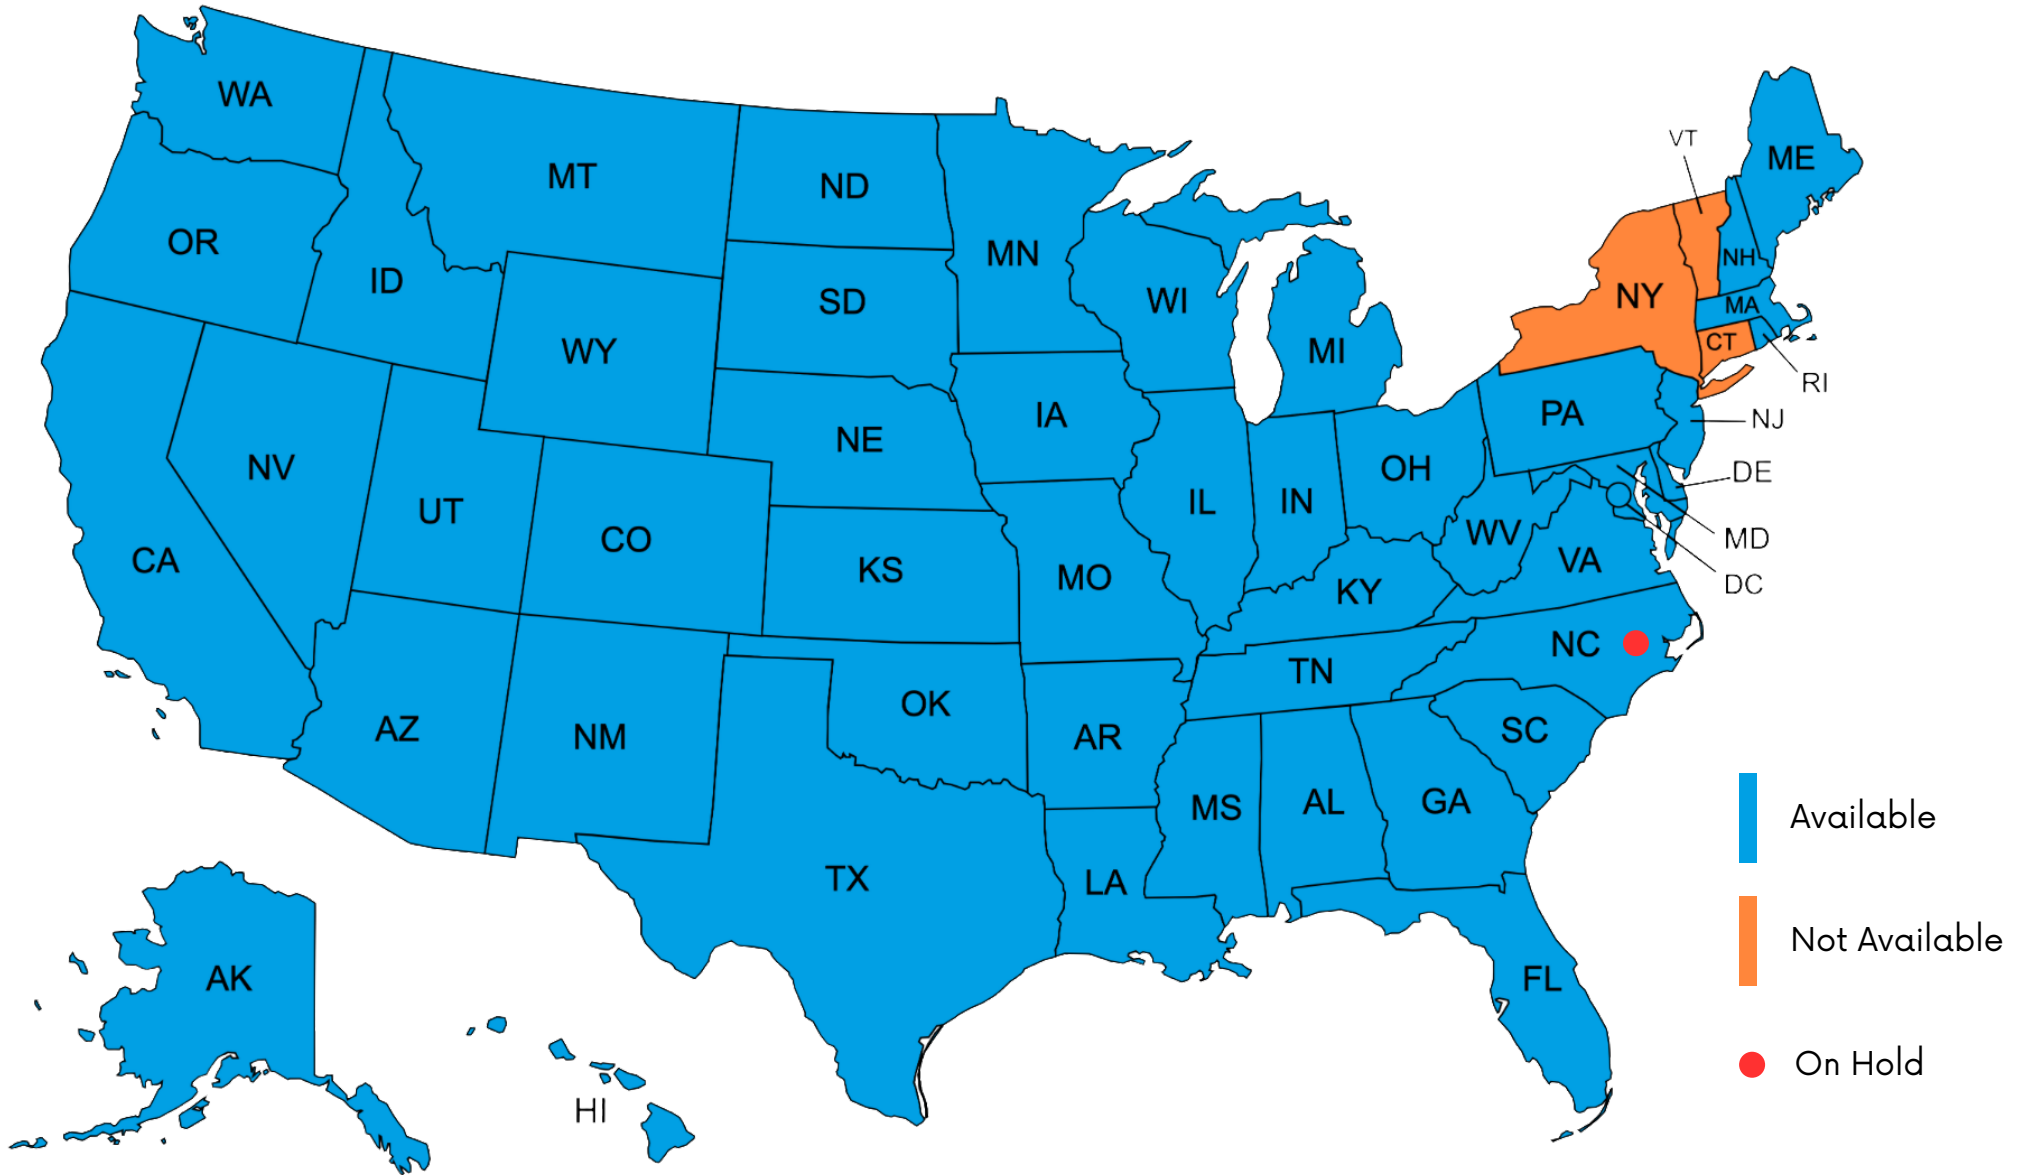 WA
MT
ND
MN
VT
ME
OR
ID
SD
WI
MI
NY
NH
MA
CT
RI
WY
NE
IA
PA
NJ
NV
UT
CO
KS
MO
IL
IN
OH
WV
VA
DE
MD
DC
CA
KY
NC
TN
AZ
NM
OK
AR
SC
MS
AL
GA
TX
LA
FL
AK
HI
Available
Not Available
On Hold